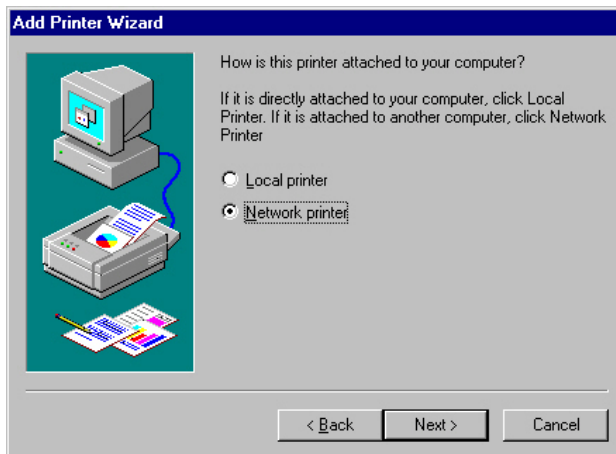 Add Printer Wizard
How is this printer attached to your computer?
If it is directly attached to your computer, click Local
Printer. If it is attached to another computer, click Network
Printer
Local printer
Network printer
< Back
Next >
Cancel